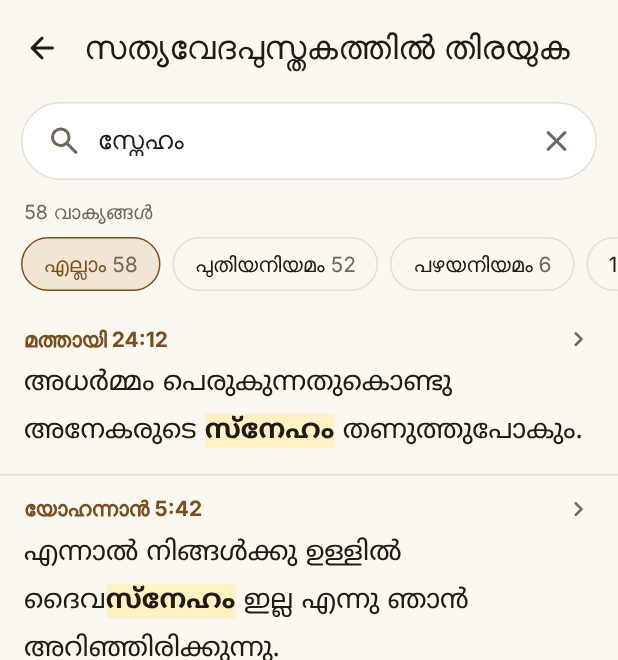 സത്യവേദപുസ്തകത്തിൽ തിരയുക
സ്നേഹം
58 വാക്യങ്ങൾ
എല്ലാം 58 പുതിയനിയമം 52 പഴയനിയമം 6 1
മത്തായി 24:12
അധർമ്മം പെരുകുന്നതുകൊണ്ടു
അനേകരുടെ സ്നേഹം തണുത്തുപോകും.
യോഹന്നാൻ 5:42
എന്നാൽ നിങ്ങൾക്കു ഉള്ളിൽ
ദൈവസ്നേഹം ഇല്ല എന്നു ഞാൻ
അറിഞ്ഞിരിക്കുന്നു.